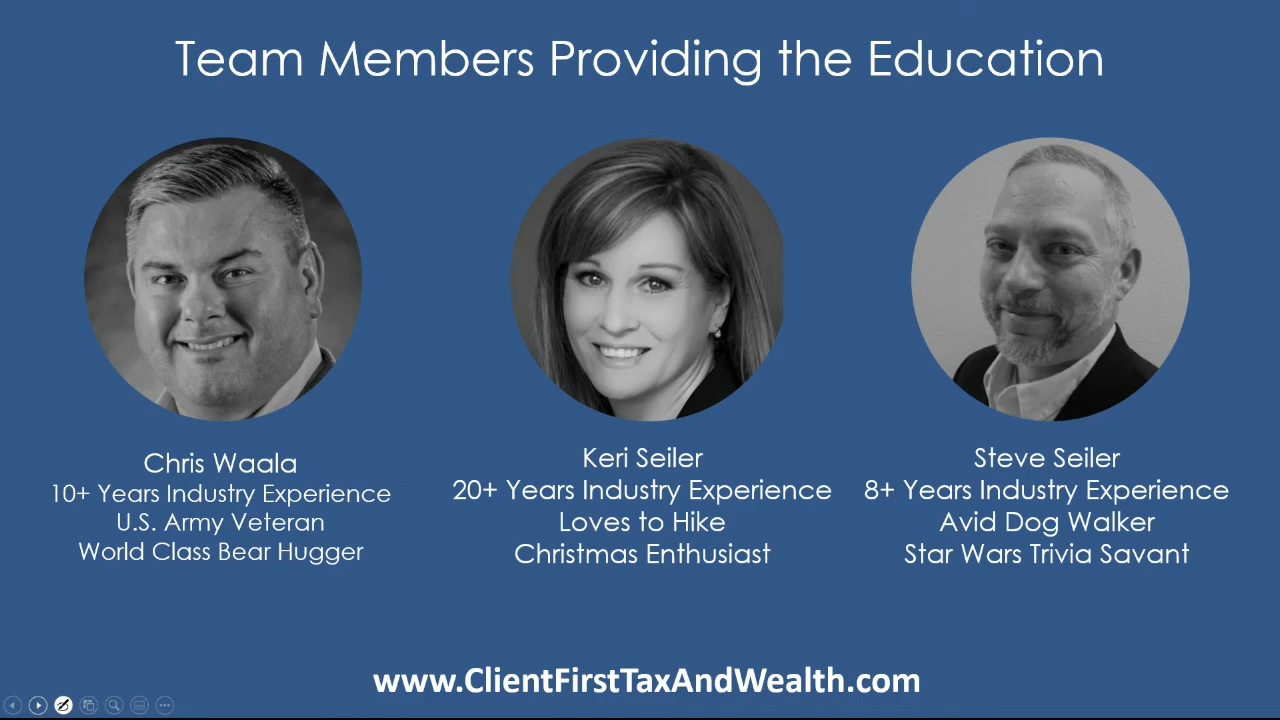 Team Members Providing the Education
Chris Waala
10+ Years Industry Experience
U.S. Army Veteran
World Class Bear Hugger
Keri Seiler
20+ Years Industry Experience
Loves to Hike
Christmas Enthusiast
Steve Seiler
8+ Years Industry Experience
Avid Dog Walker
Star Wars Trivia Savant
www.ClientFirstTaxAndWealth.com